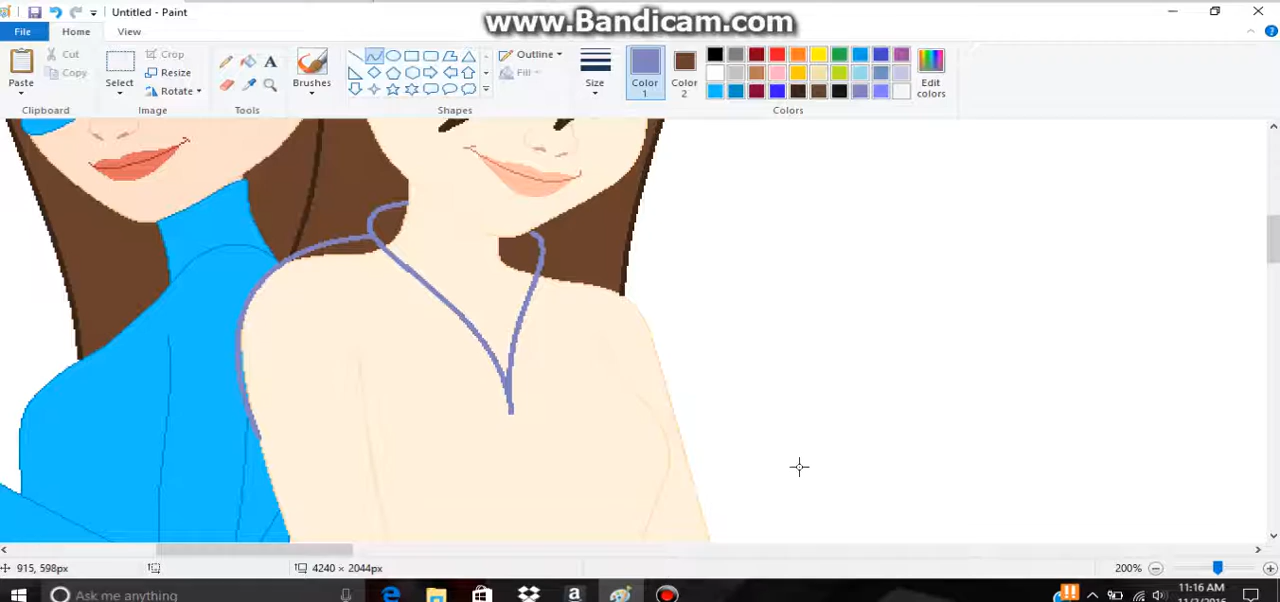 www.Bandicam.com
Untitled - Paint
File Home View
Paste
Cut
Copy
Clipboard
Select
Crop
Resize
Rotate
Image
A
Tools
Brushes
Outline
Fill
Shapes
Size
Color 1
Color 2
Edit colors
Colors
915, 598px
4240 × 2044px
200%
Ask me anything
11:16 AM